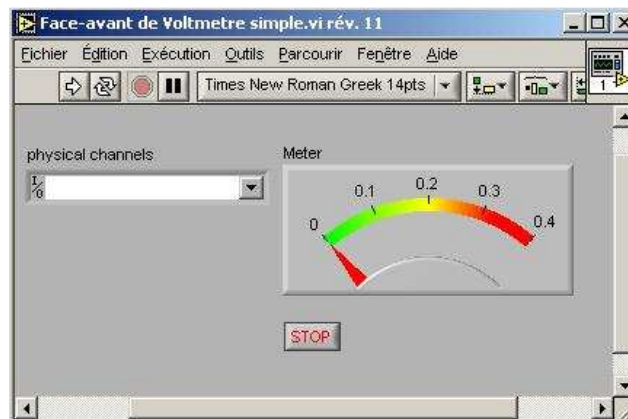 Face-avant de Voltmetre simple.vi rév. 11
Fichier Édition Exécution Outils Parcourir Fenêtre Aide
Times New Roman Greek 14pts
1
physical channels
I/O
Meter
0 0.1 0.2 0.3 0.4
STOP